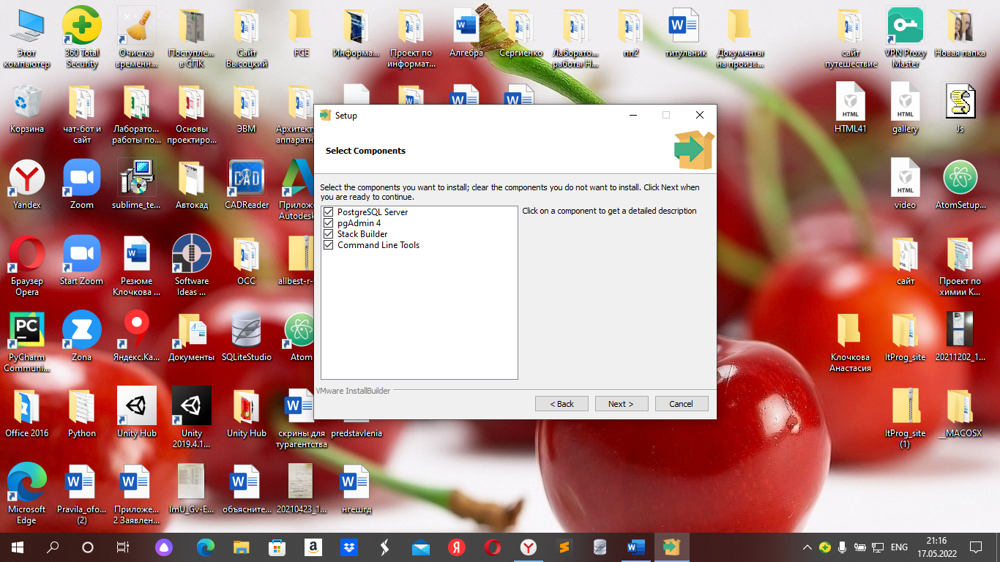 Этот
компьютер
360 Total
Security
Очистка
временн...
Поступле...
в СПК
Сайт
Высоцкий
FCE
Информа...
Проект по
информат...
Алгебра
Сергиенко
Лаборато...
работы Н...
пп2
титульник
Документы
на произв...
сайт
путешествие
VPN Proxy
Master
Новая папка
Корзина
чат-бот и
сайт
Лаборато...
работы по...
Основы
проектиро...
ЭВМ
HTML
HTML41
HTML
gallery
Js
Setup
Select Components
Select the components you want to install; clear the components you do not want to install. Click Next when
you are ready to continue.
PostgreSQL Server
pgAdmin 4
Stack Builder
Command Line Tools
Click on a component to get a detailed description
VMware InstallBuilder
< Back
Next >
Cancel
Yandex
Zoom
sublime_te...
Автокад
CAD
CADReader
HTML
video
AtomSetup...
Браузер
Opera
Start Zoom
Резюме
Клочкова ...
Software
Ideas ...
ОСС
allbest-r-
сайт
Проект по
химии К...
PC
PyCharm
Communi...
Zona
Яндекс.Ка...
Документы
SQLiteStudio
Atom
Клочкова
Анастасия
ItProg_site
20211202_1...
Office 2016
Python
Unity Hub
Unity
2019.4.1...
Unity Hub
скрины для
турагентства
predstavlenia
ItProg_site
(1)
__MACOSX
Microsoft
Edge
Pravila_ofo...
(2)
Приложе...
2 Заявлен...
ImU_Gv-E...
объясните...
20210423_1...
нгешгд
ENG
21:16
17.05.2022